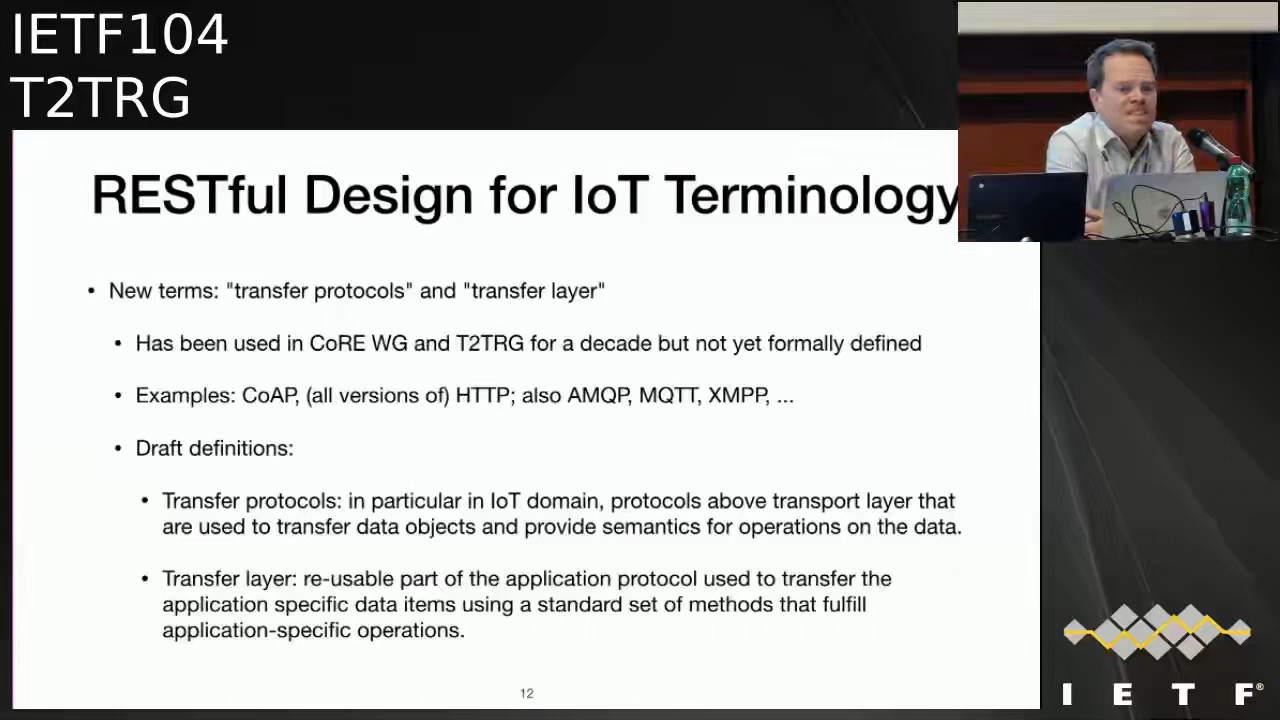 IETF104
T2TRG
RESTful Design for IoT Terminology
• New terms: "transfer protocols" and "transfer layer"
• Has been used in CoRE WG and T2TRG for a decade but not yet formally defined
• Examples: CoAP, (all versions of) HTTP; also AMQP, MQTT, XMPP, ...
• Draft definitions:
• Transfer protocols: in particular in IoT domain, protocols above transport layer that
are used to transfer data objects and provide semantics for operations on the data.
• Transfer layer: re-usable part of the application protocol used to transfer the
application specific data items using a standard set of methods that fulfill
application-specific operations.
12
I E T F®